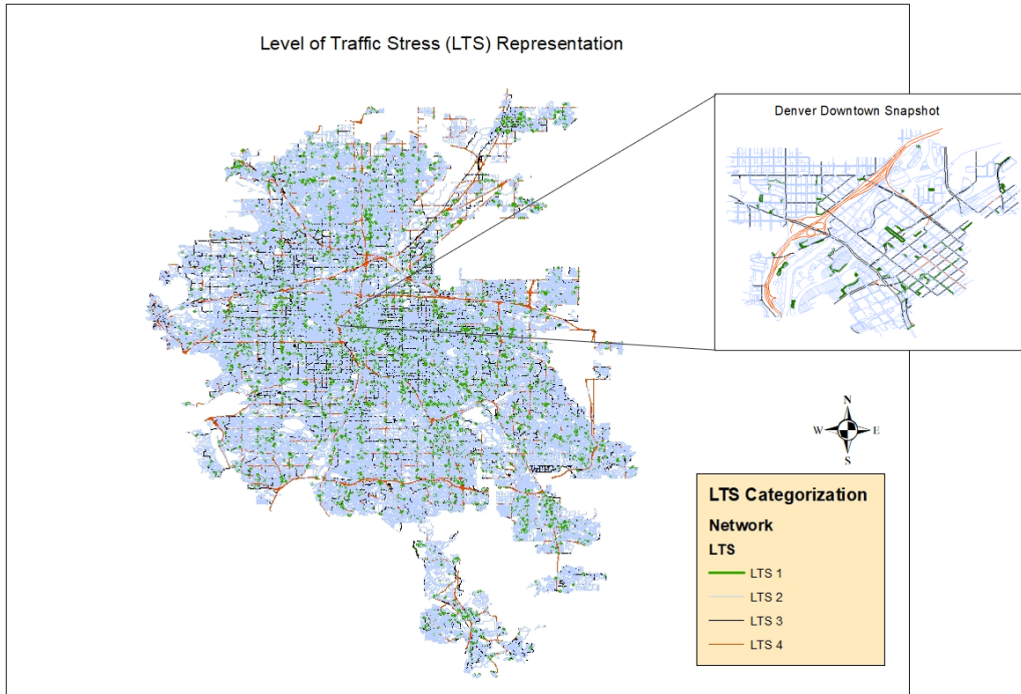 Level of Traffic Stress (LTS) Representation
Denver Downtown Snapshot
N
W E
S
LTS Categorization
Network
LTS
LTS 1
LTS 2
LTS 3
LTS 4